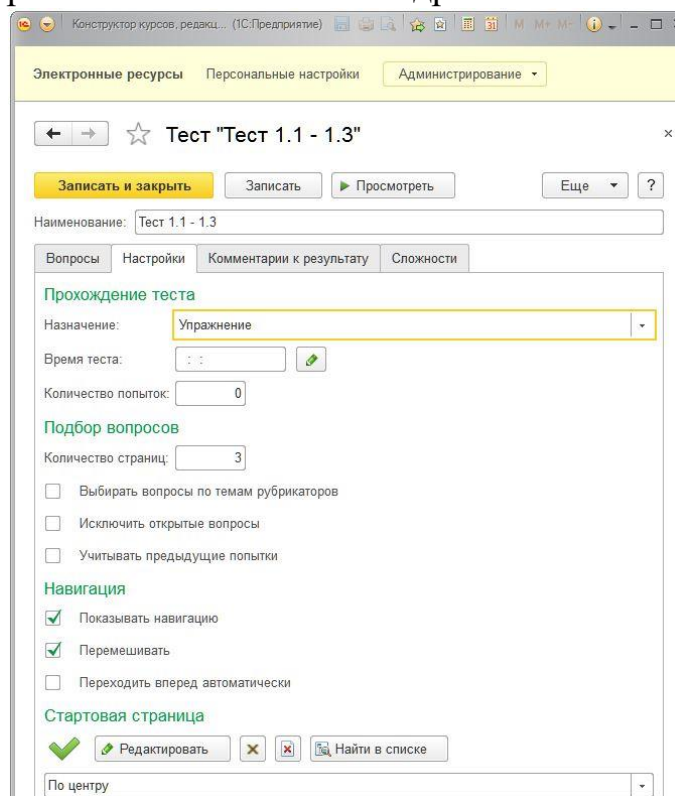 Конструктор курсов, редакц... (1С:Предприятие) M M+ M-
Электронные ресурсы Персональные настройки Администрирование
Тест "Тест 1.1 - 1.3"
Записать и закрыть Записать Просмотреть Еще ?
Наименование: Тест 1.1 - 1.3
Вопросы Настройки Комментарии к результату Сложности
Прохождение теста
Назначение: Упражнение
Время теста: : :
Количество попыток: 0
Подбор вопросов
Количество страниц: 3
Выбирать вопросы по темам рубрикаторов
Исключить открытые вопросы
Учитывать предыдущие попытки
Навигация
Показывать навигацию
Перемешивать
Переходить вперед автоматически
Стартовая страница
Редактировать Найти в списке
По центру